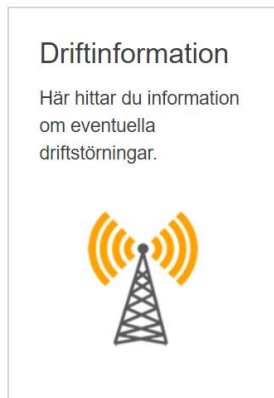 Driftinformation
Här hittar du information
om eventuella
driftstörningar.